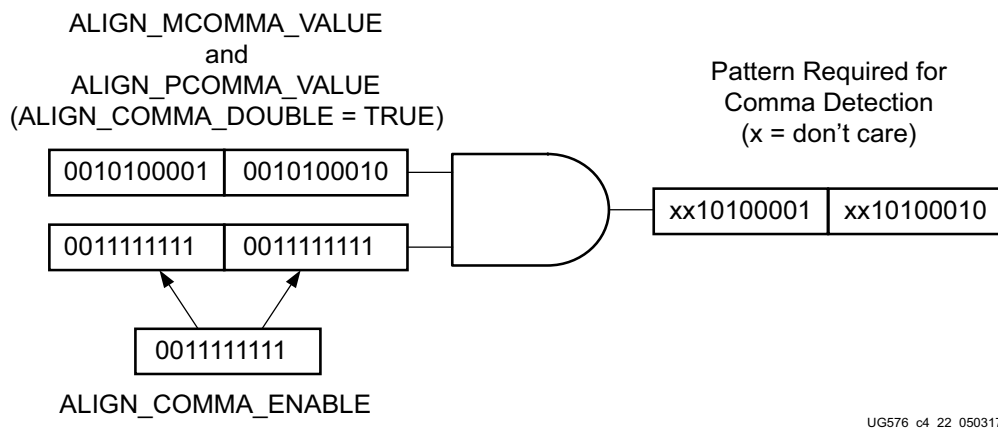 ALIGN_MCOMMA_VALUE
and
ALIGN_PCOMMA_VALUE
(ALIGN_COMMA_DOUBLE = TRUE)
Pattern Required for
Comma Detection
(x = don't care)
0010100001 0010100010
xx10100001 xx10100010
0011111111 0011111111
0011111111
ALIGN_COMMA_ENABLE
UG576_c4_22_050317